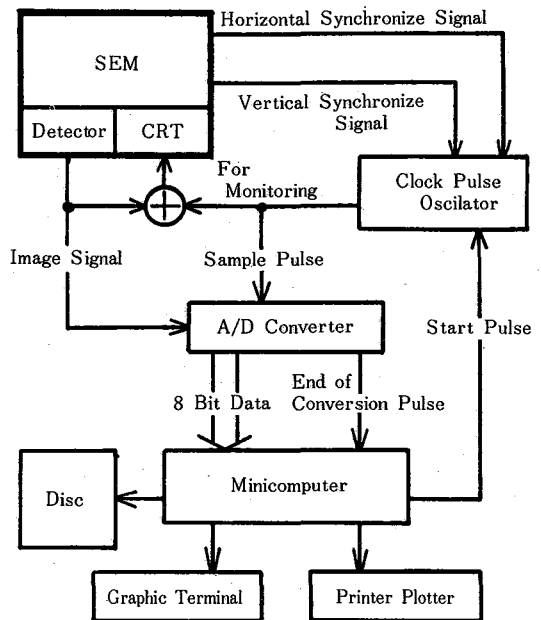 Horizontal Synchronize Signal
SEM
Vertical Synchronize
Signal
Detector
CRT
For
Monitoring
Clock Pulse
Oscilator
Image Signal
Sample Pulse
A/D Converter
Start Pulse
8 Bit Data
End of
Conversion Pulse
Minicomputer
Disc
Graphic Terminal
Printer Plotter